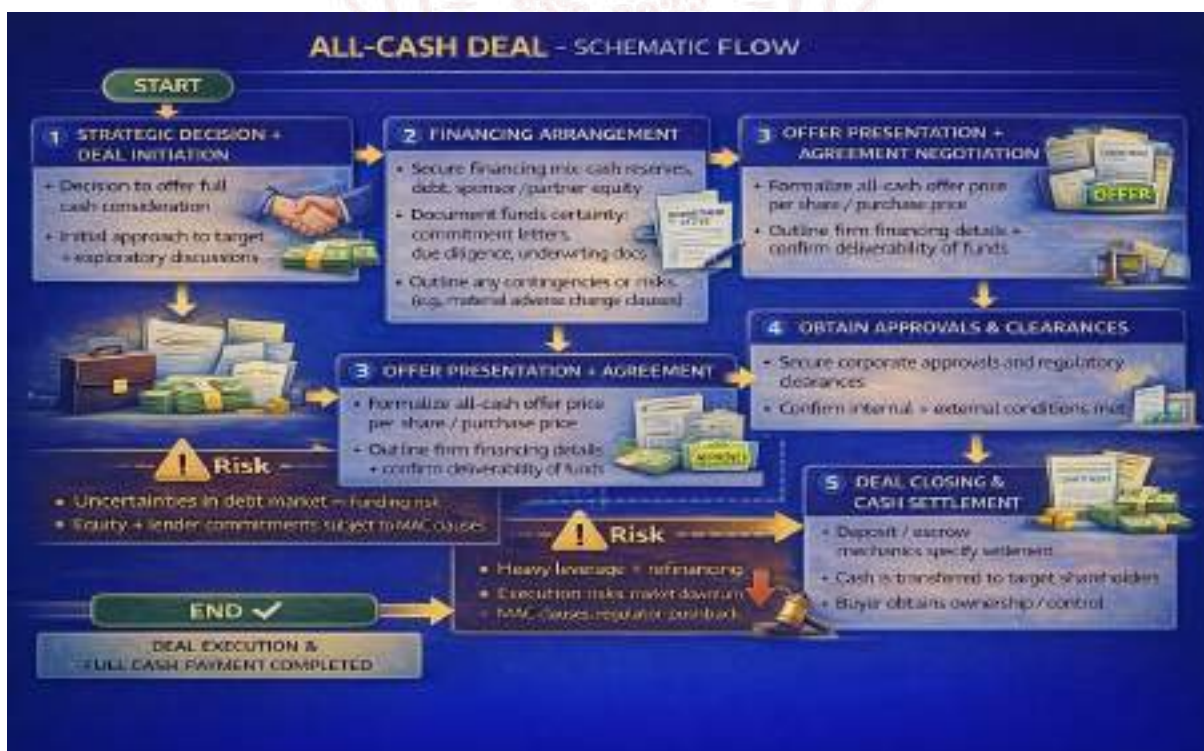 ALL-CASH DEAL - SCHEMATIC FLOW
START
1 STRATEGIC DECISION +
DEAL INITIATION
• Decision to offer full
cash consideration
• Initial approach to target
+ exploratory discussions
2 FINANCING ARRANGEMENT
• Secure financing mix: cash reserves,
debt, sponsor / partner equity
• Document funds certainty:
commitment letters,
due diligence, underwriting docs
• Outline any contingencies or risks
(e.g., material adverse change clauses)
3 OFFER PRESENTATION +
AGREEMENT NEGOTIATION
• Formalize all-cash offer price
per share / purchase price
• Outline firm financing details +
confirm deliverability of funds
OFFER
3 OFFER PRESENTATION + AGREEMENT
• Formalize all-cash offer price
per share / purchase price
• Outline firm financing details
+ confirm deliverability of funds
4 OBTAIN APPROVALS & CLEARANCES
• Secure corporate approvals and regulatory
clearances
• Confirm internal + external conditions met
Risk
• Uncertainties in debt market = funding risk
• Equity + lender commitments subject to MAC clauses
5 DEAL CLOSING &
CASH SETTLEMENT
• Deposit / escrow
mechanics specify settlement
• Cash is transferred to target shareholders
• Buyer obtains ownership / control
Risk
• Heavy leverage + refinancing
• Execution risks market downturn
• MAC clauses, regulator pushback
END ✓
DEAL EXECUTION &
FULL CASH PAYMENT COMPLETED